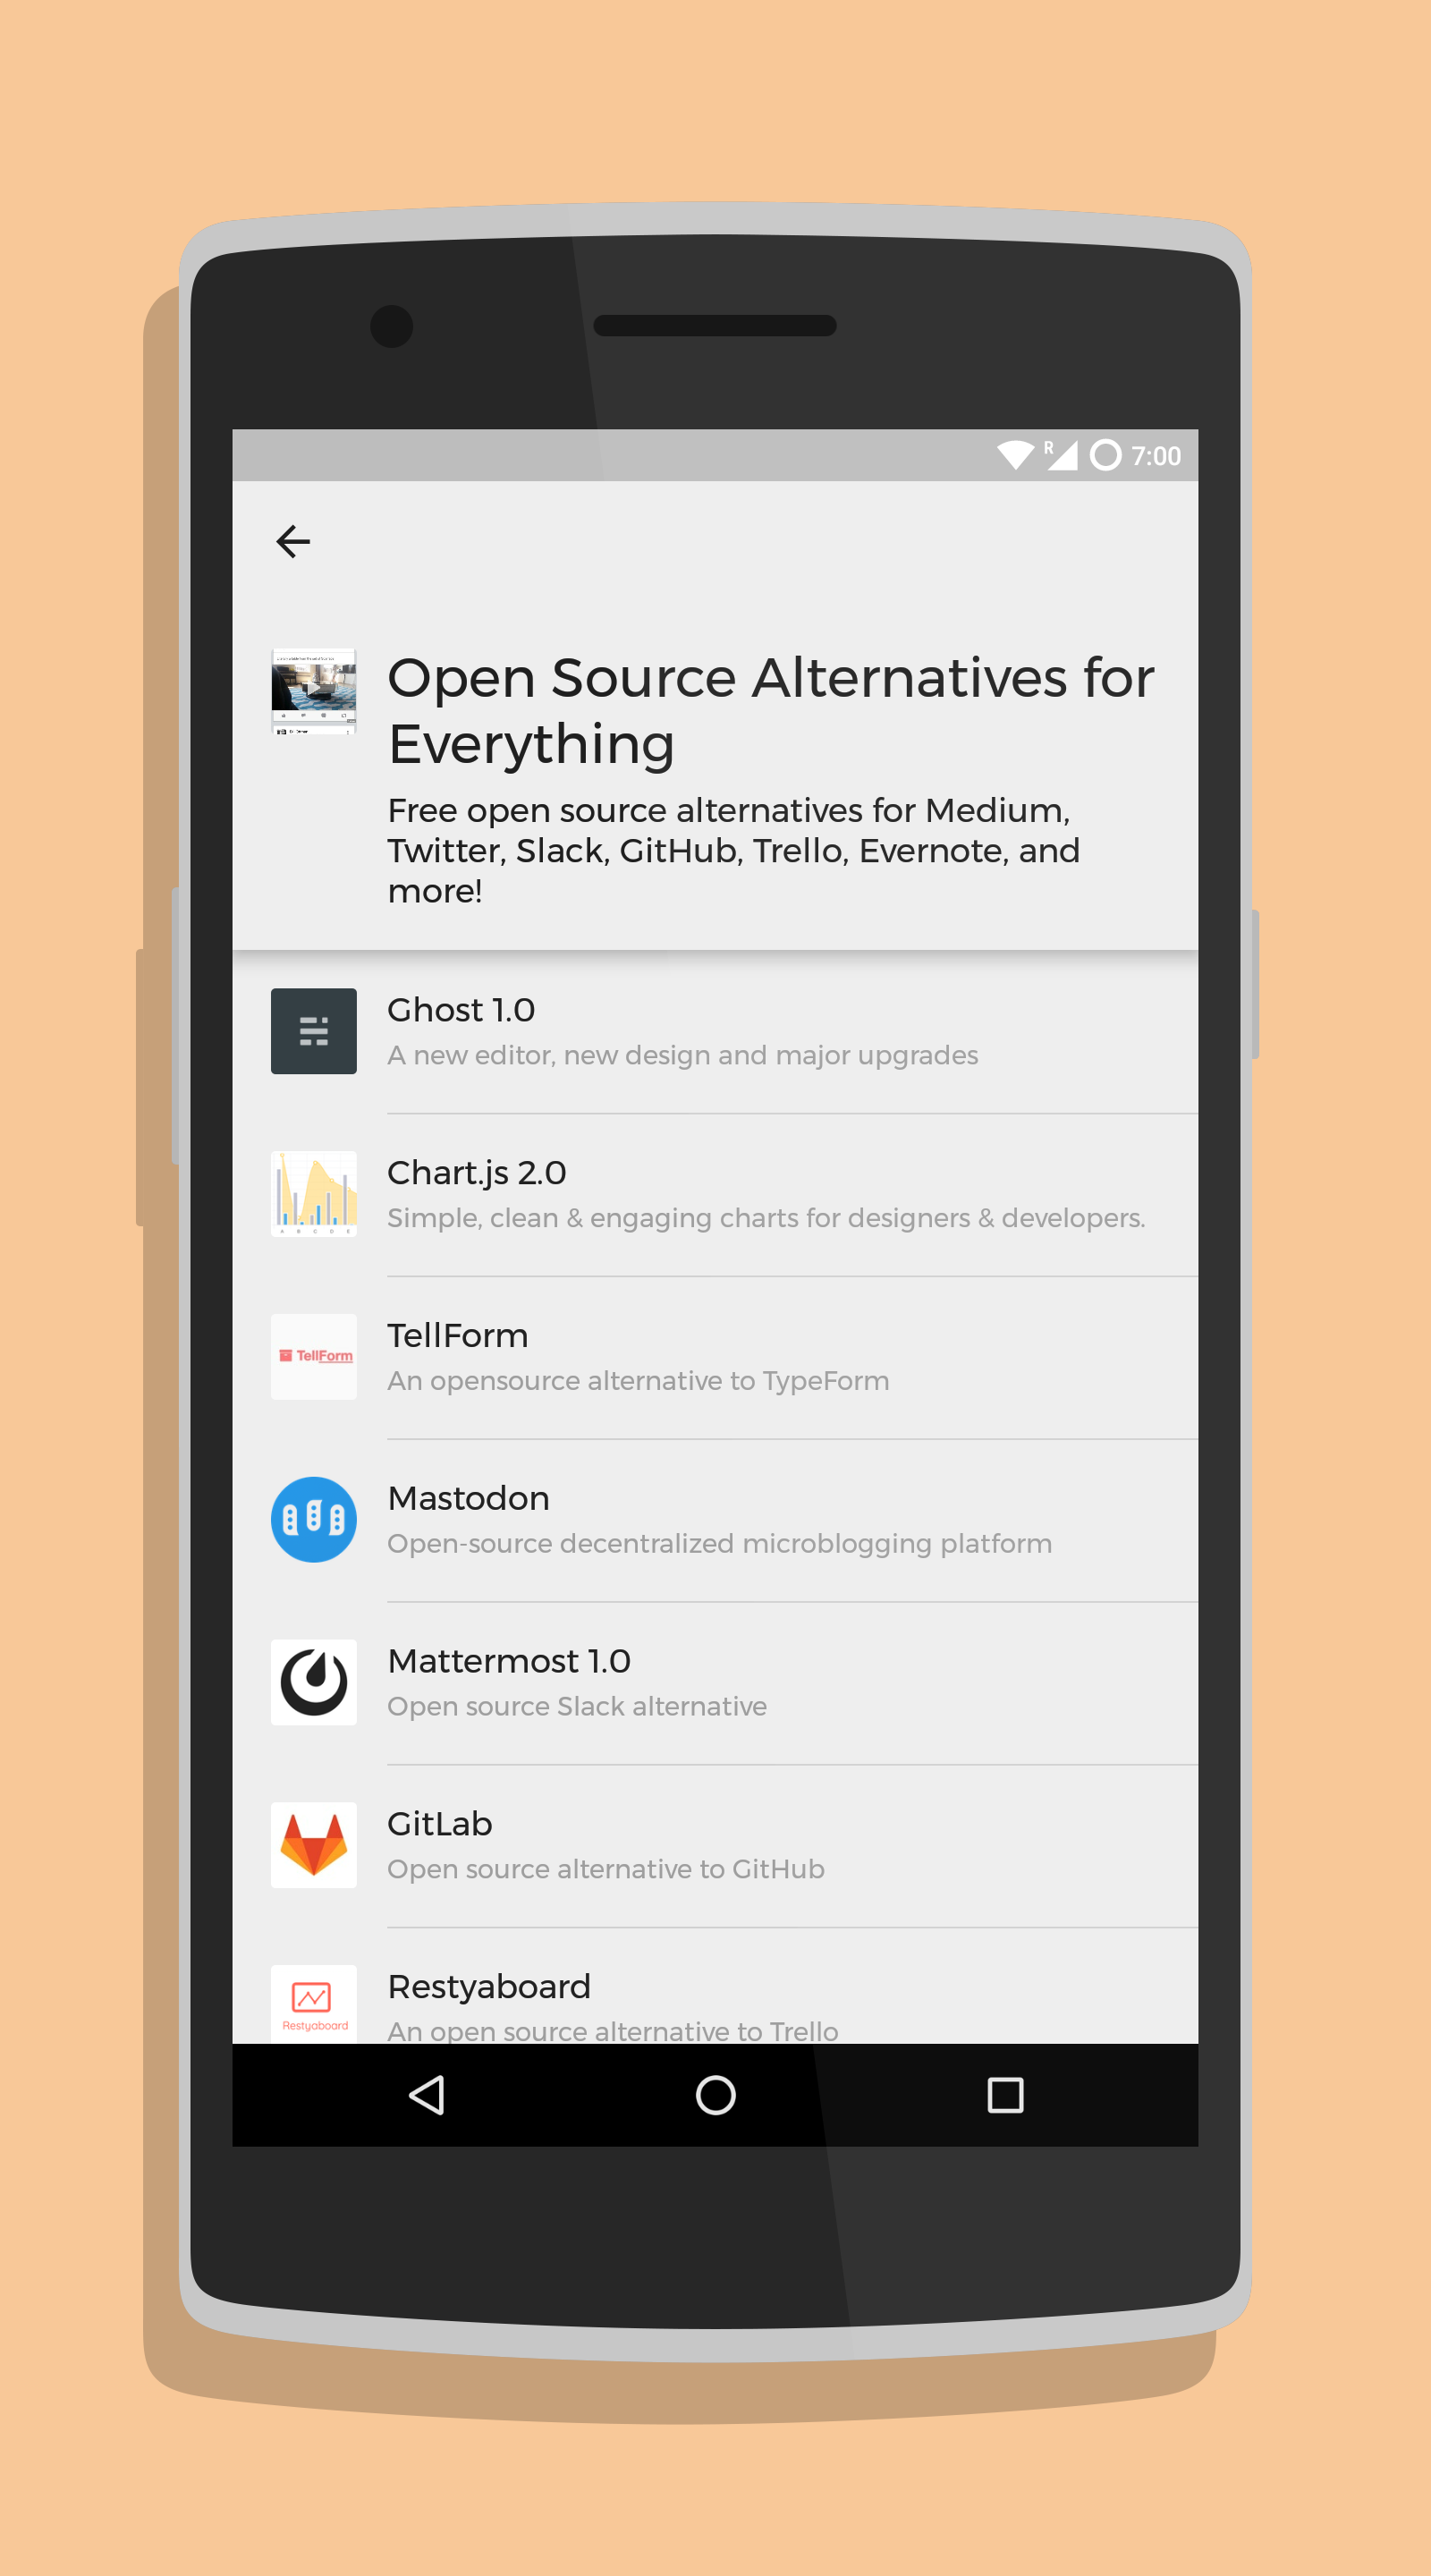 R 7:00
Open Source Alternatives for
Everything
Free open source alternatives for Medium,
Twitter, Slack, GitHub, Trello, Evernote, and
more!
Ghost 1.0
A new editor, new design and major upgrades
Chart.js 2.0
Simple, clean & engaging charts for designers & developers.
A B C D E
TellForm
TellForm
An opensource alternative to TypeForm
Mastodon
Open-source decentralized microblogging platform
Mattermost 1.0
Open source Slack alternative
GitLab
Open source alternative to GitHub
Restyaboard
Restyaboard
An open source alternative to Trello